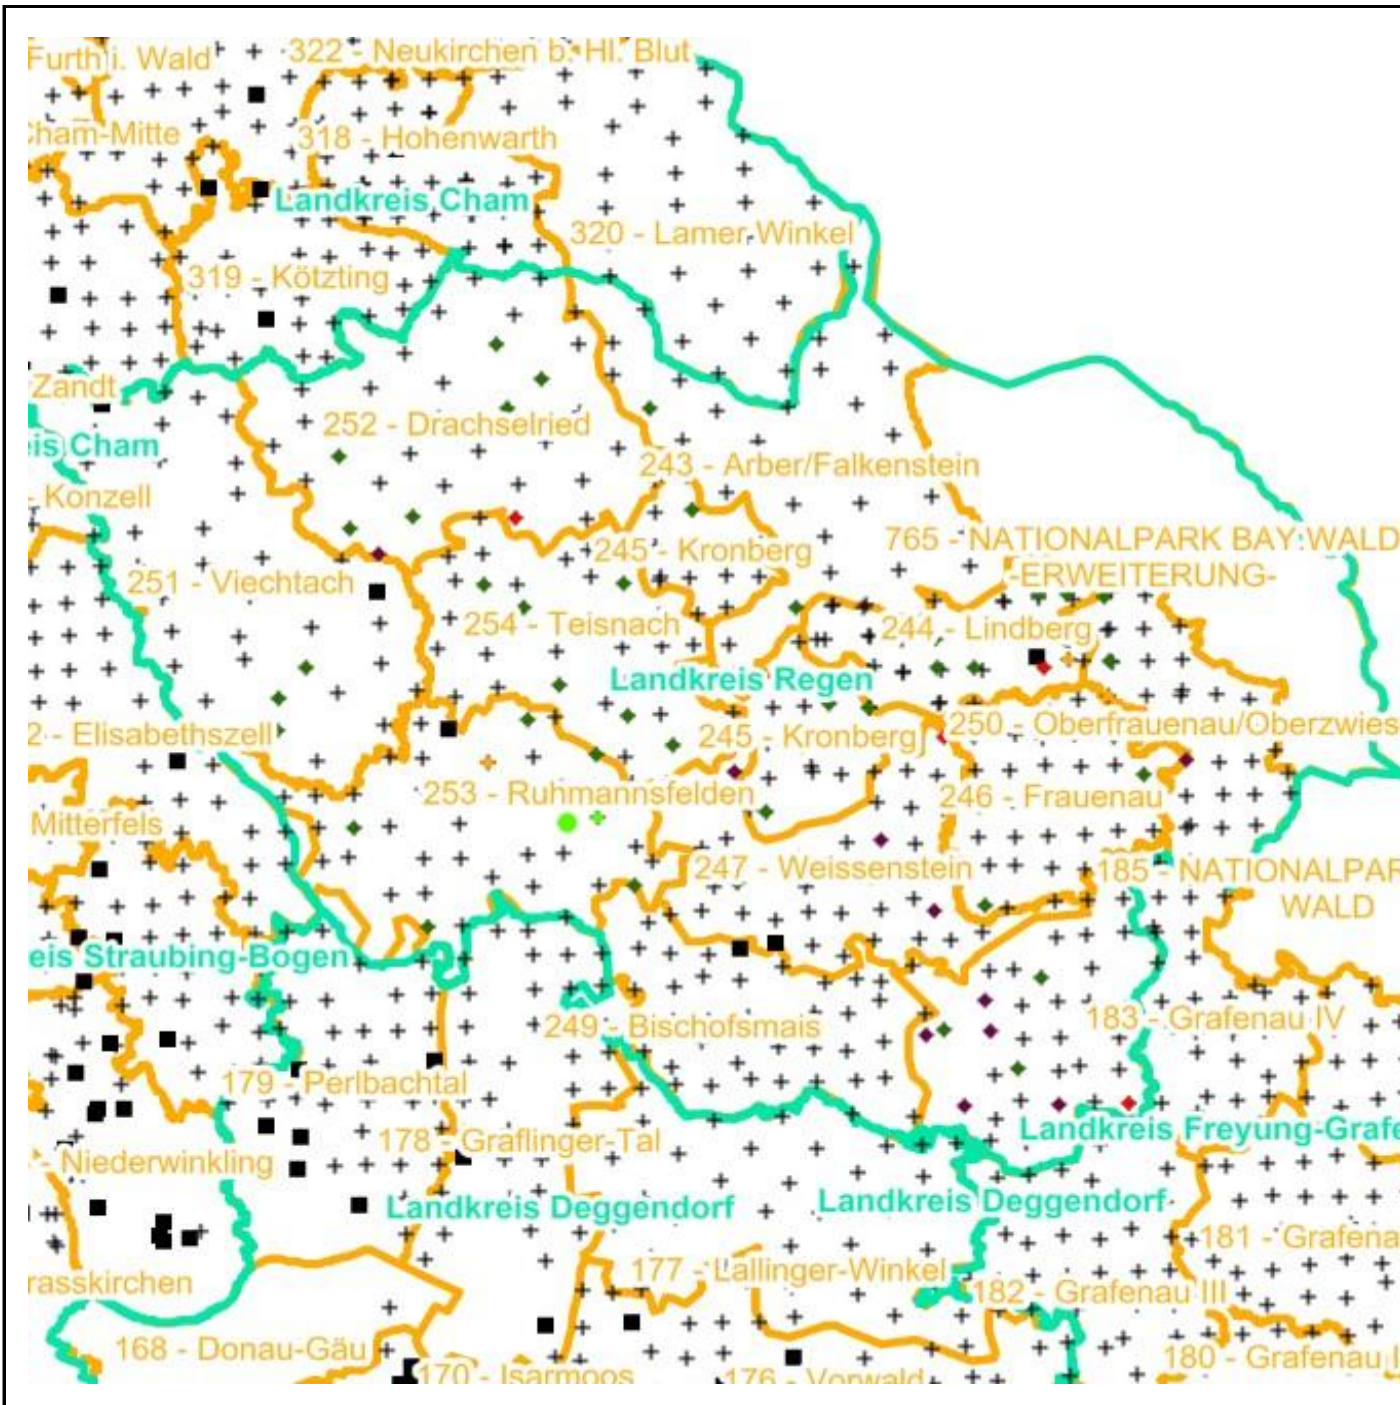 Furth i. Wald
322 - Neukirchen b. Hl. Blut
Cham-Mitte
318 - Hohenwarth
Landkreis Cham
320 - Lamer Winkel
319 - Kötzting
Zandt
252 - Drachselried
eis Cham
243 - Arber/Falkenstein
- Konzell
765 - NATIONALPARK BAY.WALD
-ERWEITERUNG-
245 - Kronberg
251 - Viechtach
254 - Teisnach
244 - Lindberg
Landkreis Regen
250 - Oberfrauenau/Oberzwies
2 - Elisabethszell
245 - Kronberg
253 - Ruhmannsfelden
246 - Frauenau
Mitterfels
247 - Weissenstein
185 - NATIONALPAR
WALD
eis Straubing-Bogen
249 - Bischofsmais
183 - Grafenau IV
179 - Perlbachtal
178 - Graflinger-Tal
Landkreis Freyung-Grafe
- Niederwinkling
Landkreis Deggendorf
Landkreis Deggendorf
181 - Grafena
177 - Lallinger-Winkel
rasskirchen
182 - Grafenau III
168 - Donau-Gäu
180 - Grafenau I
170 - Isarmoos
176 - Vorwald